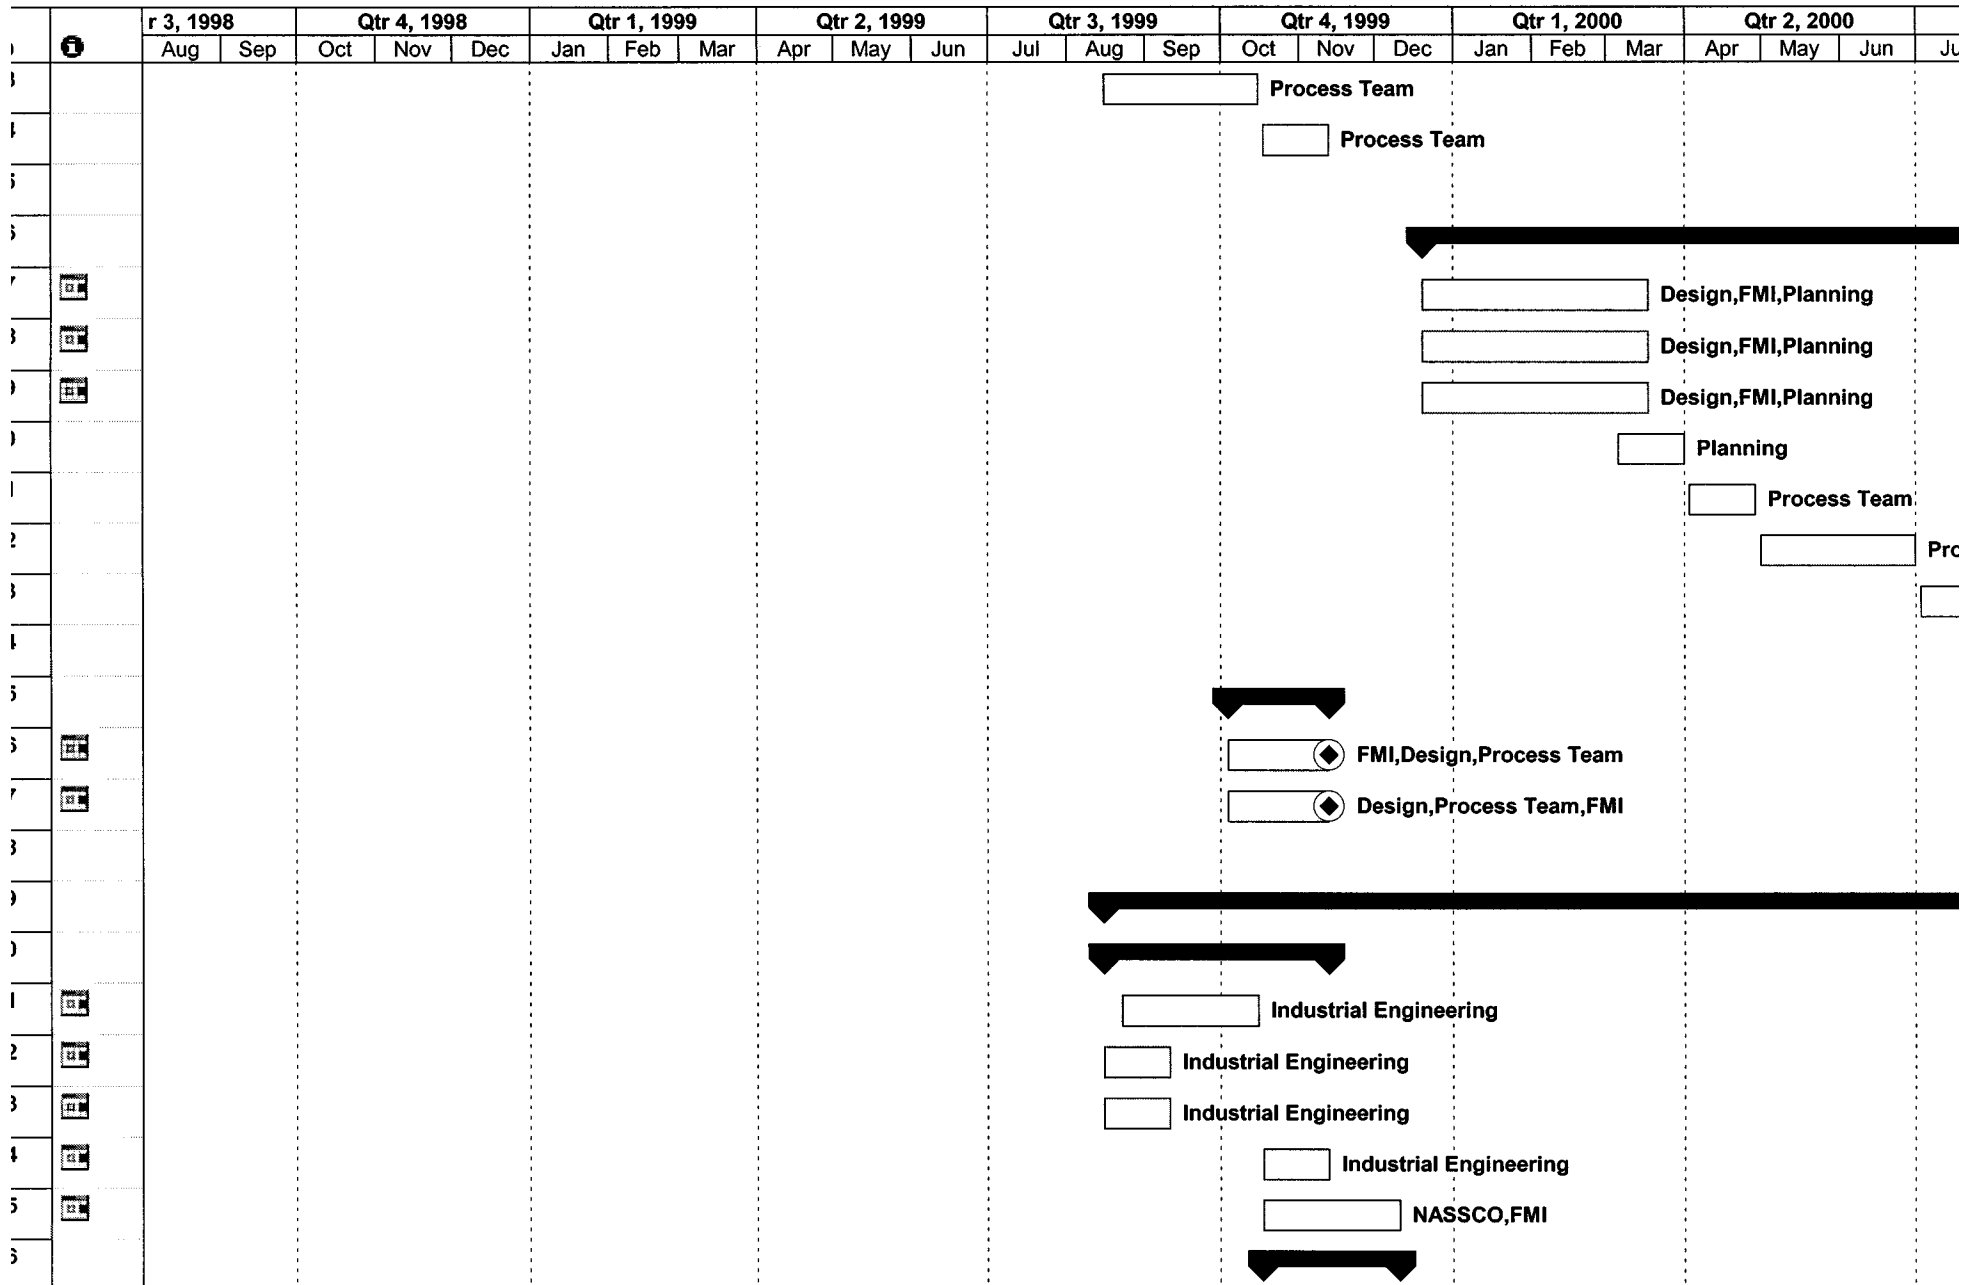 r 3, 1998 Qtr 4, 1998 Qtr 1, 1999 Qtr 2, 1999 Qtr 3, 1999 Qtr 4, 1999 Qtr 1, 2000 Qtr 2, 2000
Aug Sep Oct Nov Dec Jan Feb Mar Apr May Jun Jul Aug Sep Oct Nov Dec Jan Feb Mar Apr May Jun Ju
Process Team
Process Team
Design,FMI,Planning
Design,FMI,Planning
Design,FMI,Planning
Planning
Process Team
Pro
FMI,Design,Process Team
Design,Process Team,FMI
Industrial Engineering
Industrial Engineering
Industrial Engineering
Industrial Engineering
NASSCO,FMI